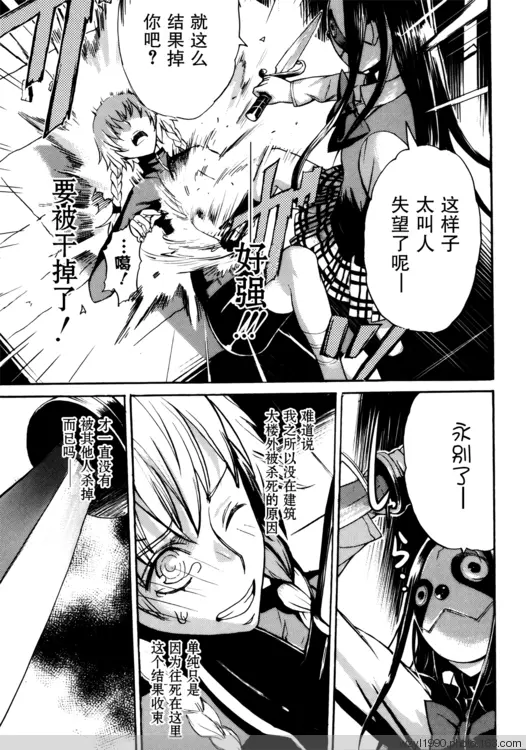 这样子
太叫人
失望了呢—
就这么
结果掉
你吧？
好强!!!
…噶!
要被干掉了！
永别了—
难道说
我之所以没在建筑
大楼外被杀死的原因
单纯只是
因为往死在这里
这个结果收束
才一直没有
被其他人杀掉
而已吗—